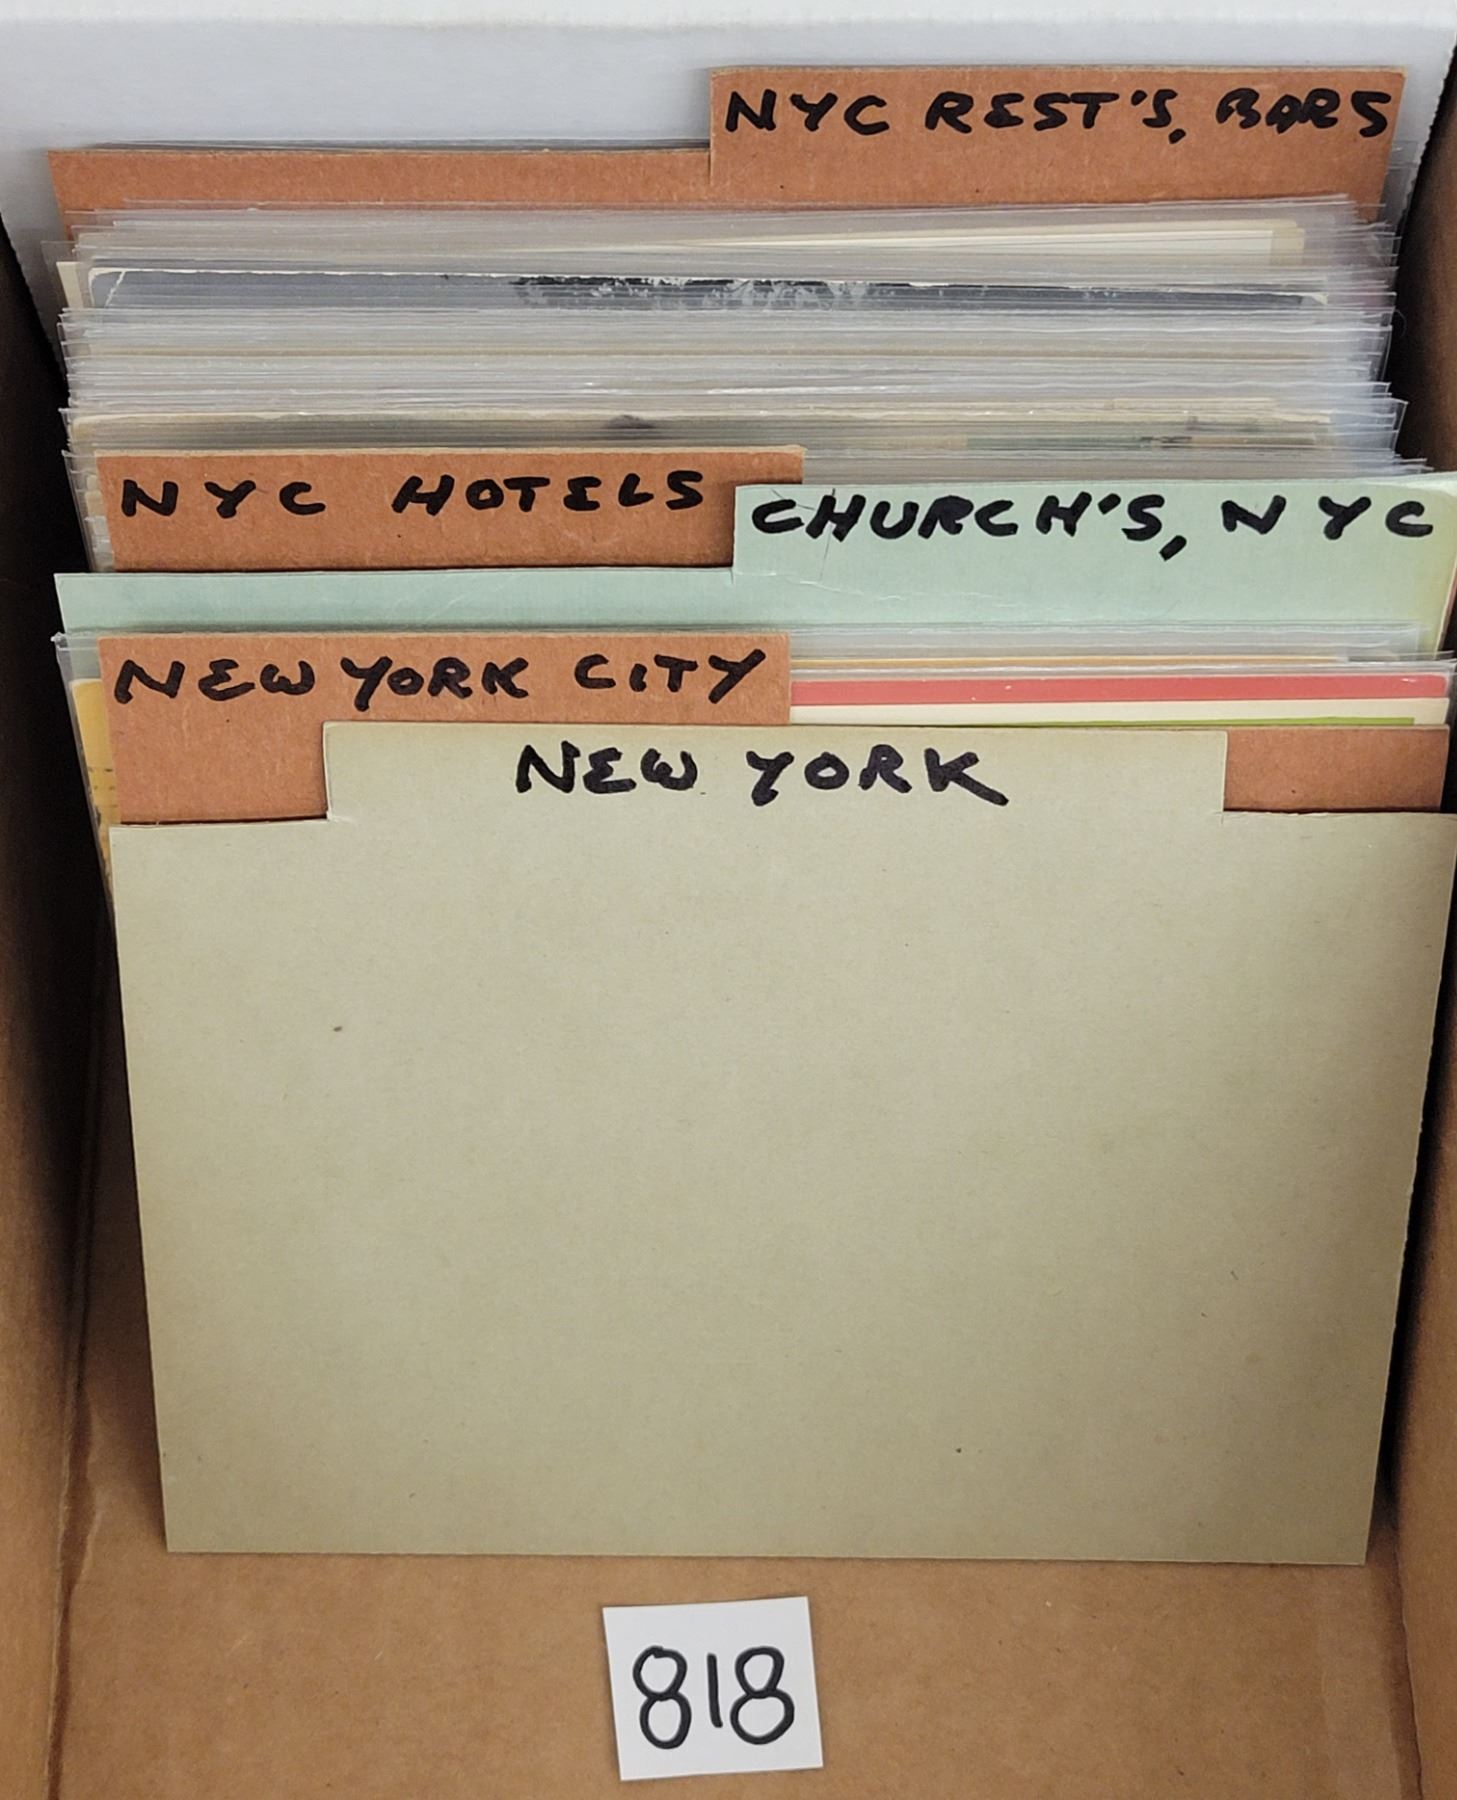 NYC REST'S, BARS
NYC HOTELS
CHURCH'S, NYC
NEW YORK CITY
NEW YORK
818